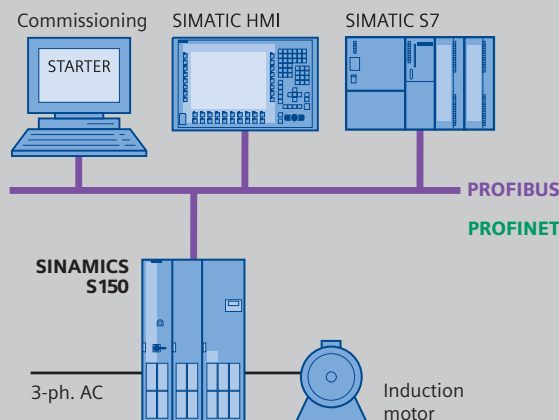 Commissioning
SIMATIC HMI
SIMATIC S7
STARTER
PROFIBUS
PROFINET
SINAMICS
S150
3-ph. AC
Induction
motor